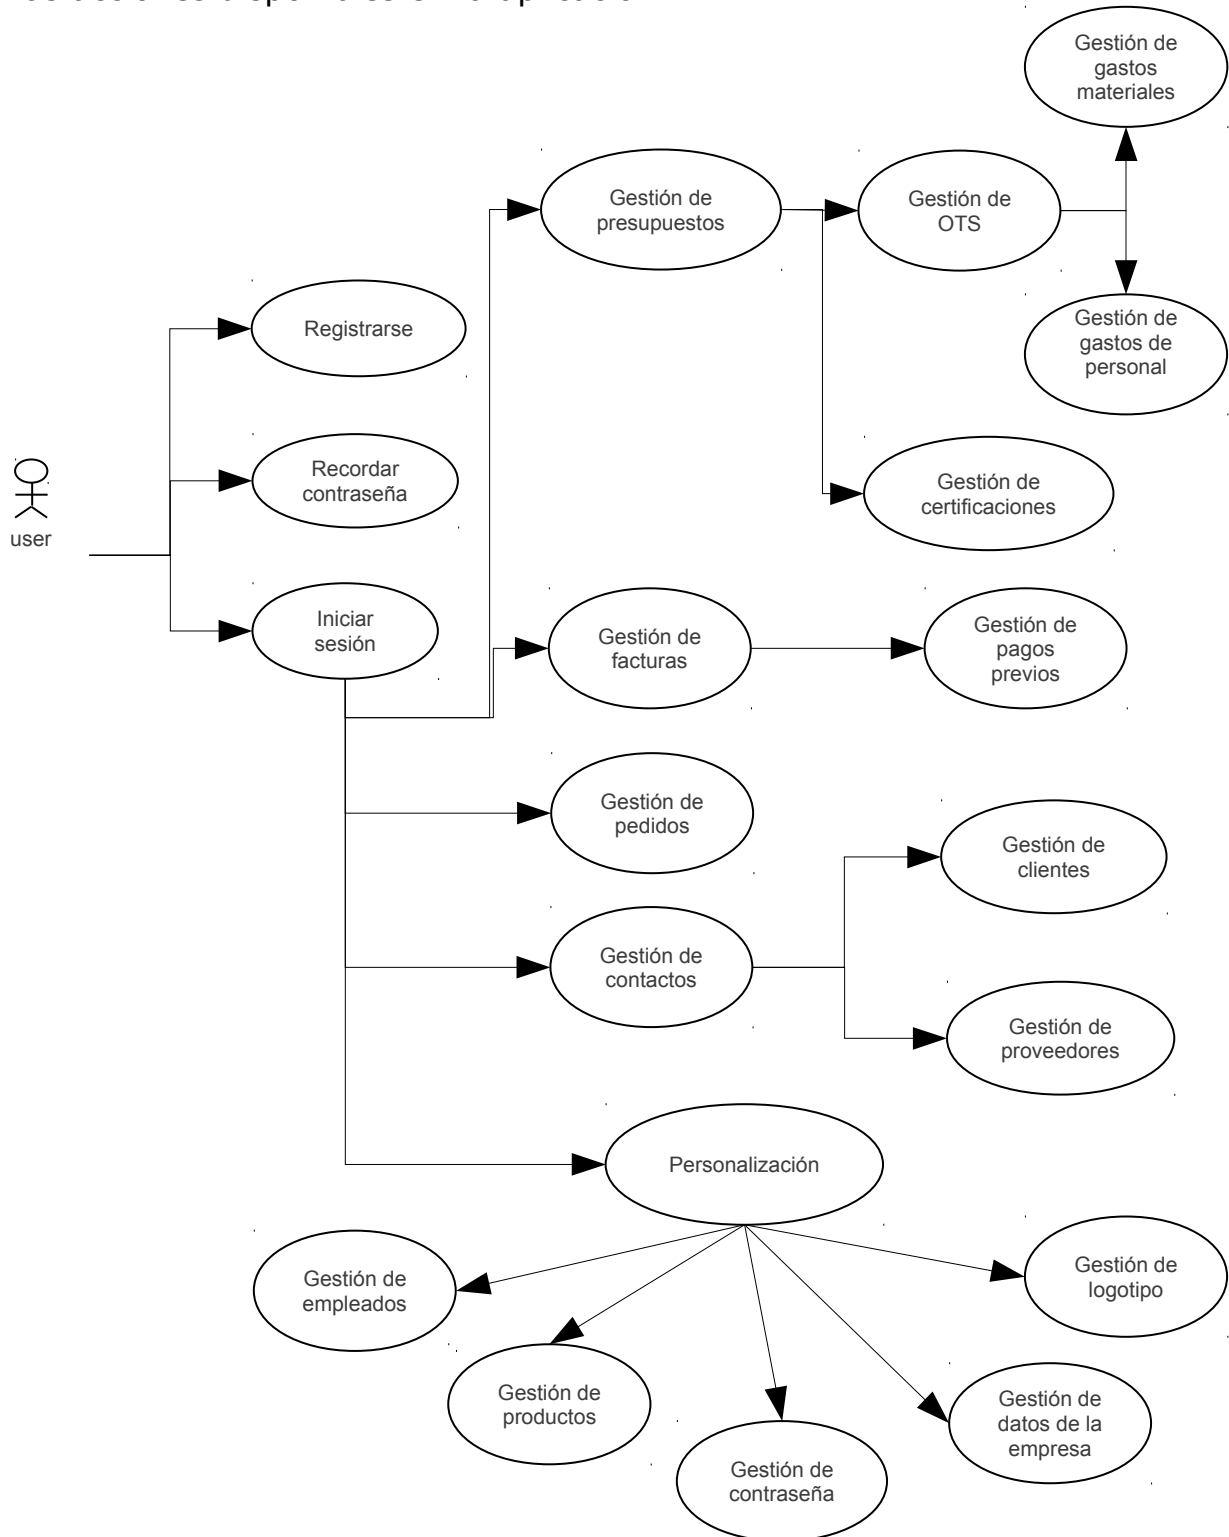 Gestión de
gastos
materiales
Gestión de
presupuestos
Gestión de
OTS
Gestión de
gastos de
personal
Registrarse
Recordar
contraseña
Gestión de
certificaciones
user
Iniciar
sesión
Gestión de
facturas
Gestión de
pagos
previos
Gestión de
pedidos
Gestión de
clientes
Gestión de
contactos
Gestión de
proveedores
Personalización
Gestión de
empleados
Gestión de
logotipo
Gestión de
productos
Gestión de
datos de la
empresa
Gestión de
contraseña